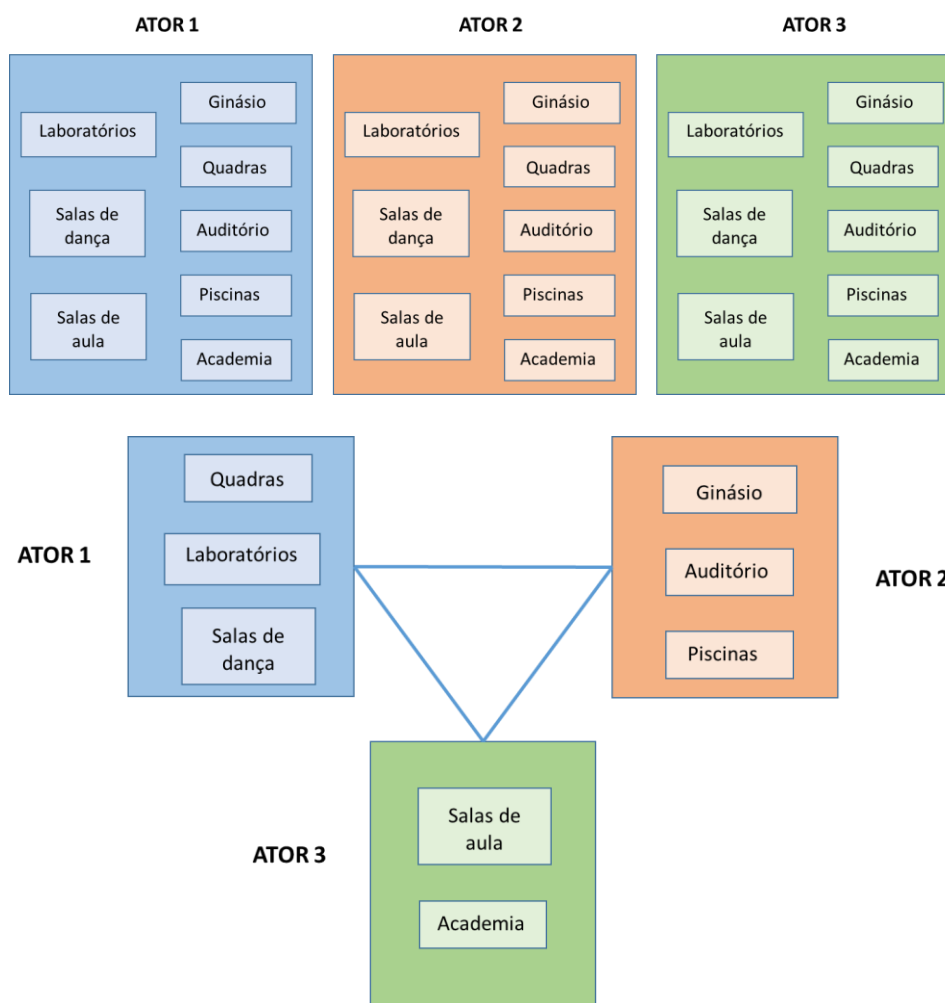 ATOR 1
ATOR 2
ATOR 3
Ginásio
Laboratórios
Quadras
Salas de
dança
Auditório
Piscinas
Salas de
aula
Academia
Ginásio
Laboratórios
Quadras
Salas de
dança
Auditório
Piscinas
Salas de
aula
Academia
Ginásio
Laboratórios
Quadras
Salas de
dança
Auditório
Piscinas
Salas de
aula
Academia
ATOR 1
Quadras
Laboratórios
Salas de
dança
Ginásio
Auditório
Piscinas
ATOR 2
ATOR 3
Salas de
aula
Academia